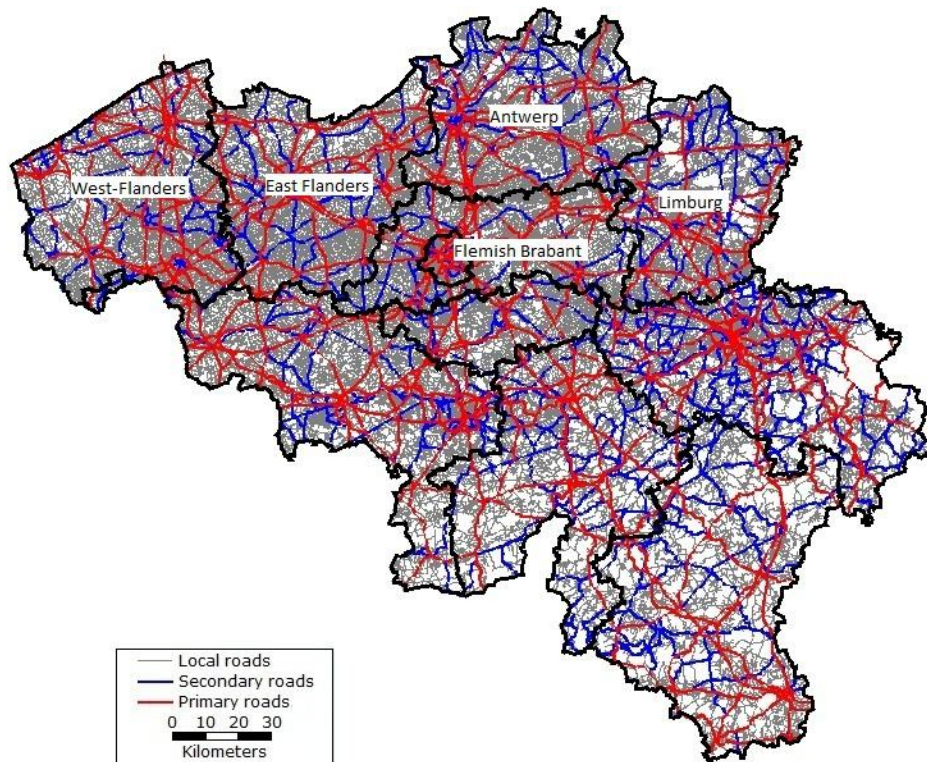 Antwerp
West-Flanders
East Flanders
Limburg
Flemish Brabant
Local roads
Secondary roads
Primary roads
0 10 20 30
Kilometers